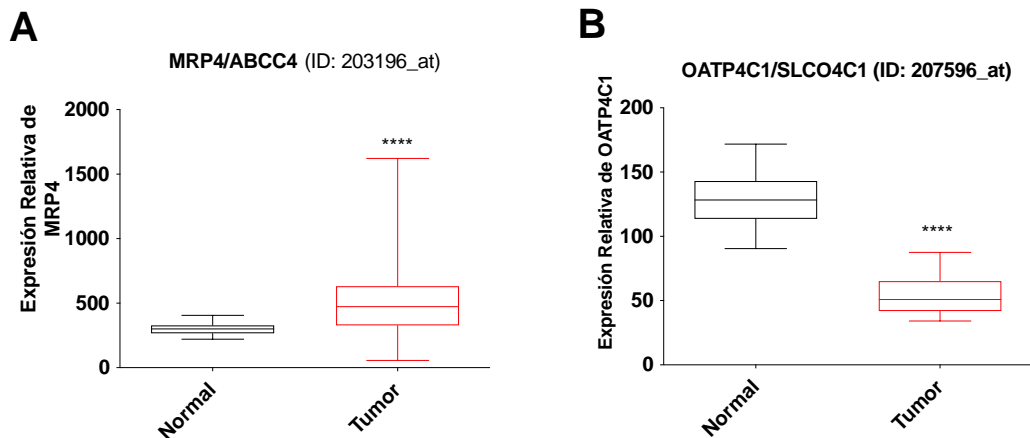 A
MRP4/ABCC4 (ID: 203196_at)
Expresión Relativa de
MRP4
2000
1500
1000
500
0
****
Normal
Tumor
B
OATP4C1/SLCO4C1 (ID: 207596_at)
Expresión Relativa de OATP4C1
200
150
100
50
0
****
Normal
Tumor